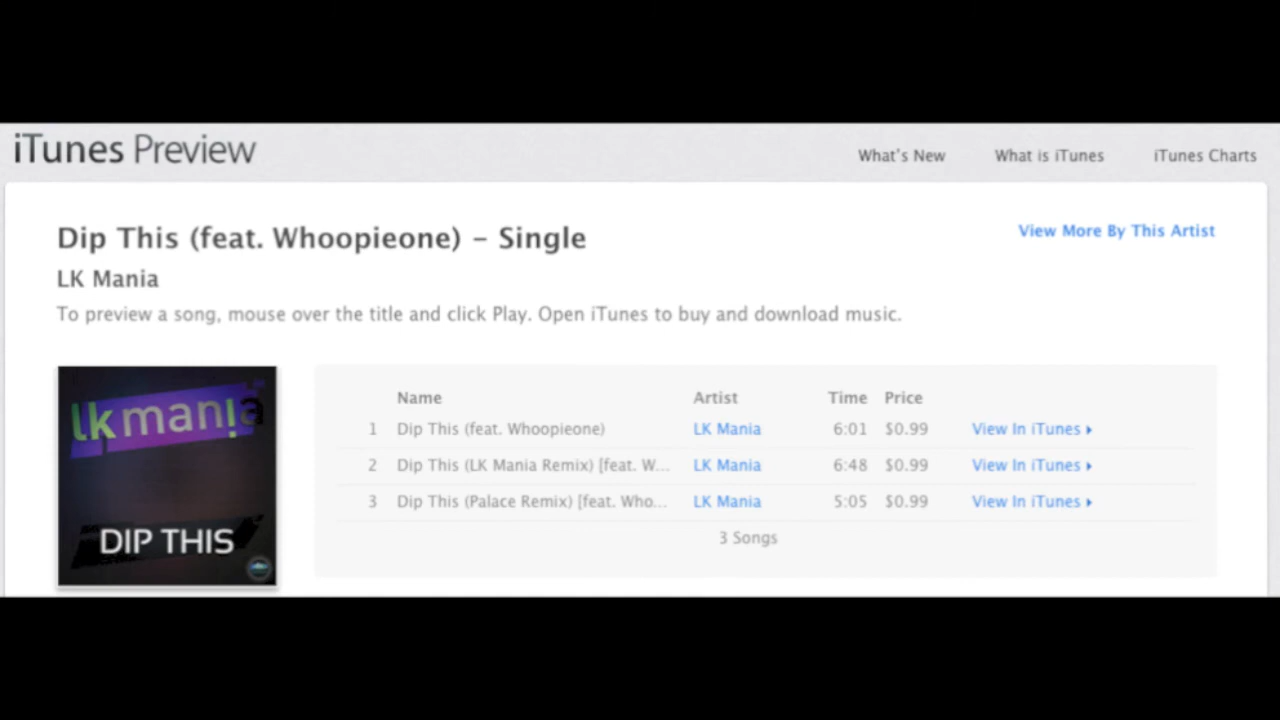 iTunes Preview
What's New What is iTunes iTunes Charts
Dip This (feat. Whoopieone) – Single
View More By This Artist
LK Mania
To preview a song, mouse over the title and click Play. Open iTunes to buy and download music.
lkmania
DIP THIS
Name Artist Time Price
1 Dip This (feat. Whoopieone) LK Mania 6:01 $0.99 View In iTunes
2 Dip This (LK Mania Remix) [feat. W... LK Mania 6:48 $0.99 View In iTunes
3 Dip This (Palace Remix) [feat. Who... LK Mania 5:05 $0.99 View In iTunes
3 Songs